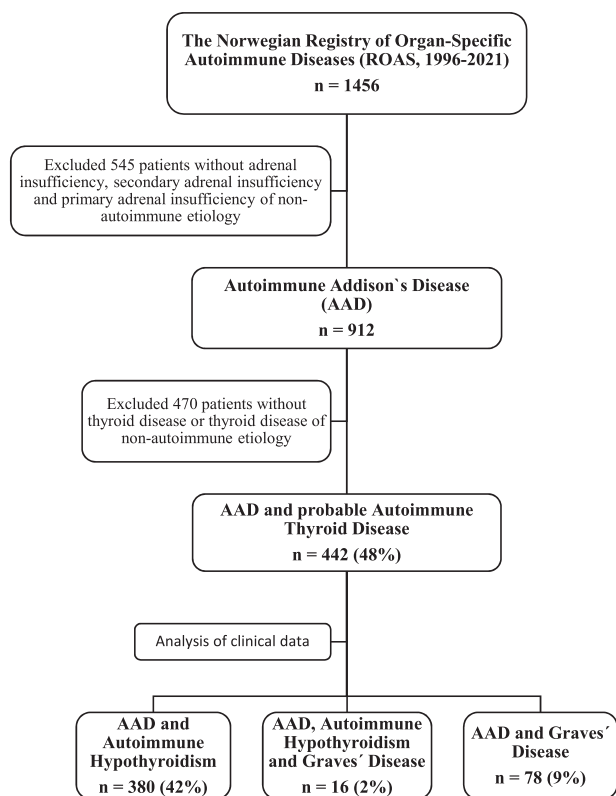 The Norwegian Registry of Organ-Specific
Autoimmune Diseases (ROAS, 1996-2021)
n = 1456
Excluded 545 patients without adrenal
insufficiency, secondary adrenal insufficiency
and primary adrenal insufficiency of non-
autoimmune etiology
Autoimmune Addison`s Disease
(AAD)
n = 912
Excluded 470 patients without
thyroid disease or thyroid disease of
non-autoimmune etiology
AAD and probable Autoimmune
Thyroid Disease
n = 442 (48%)
Analysis of clinical data
AAD and
Autoimmune
Hypothyroidism
n = 380 (42%)
AAD, Autoimmune
Hypothyroidism
and Graves´ Disease
n = 16 (2%)
AAD and Graves´
Disease
n = 78 (9%)